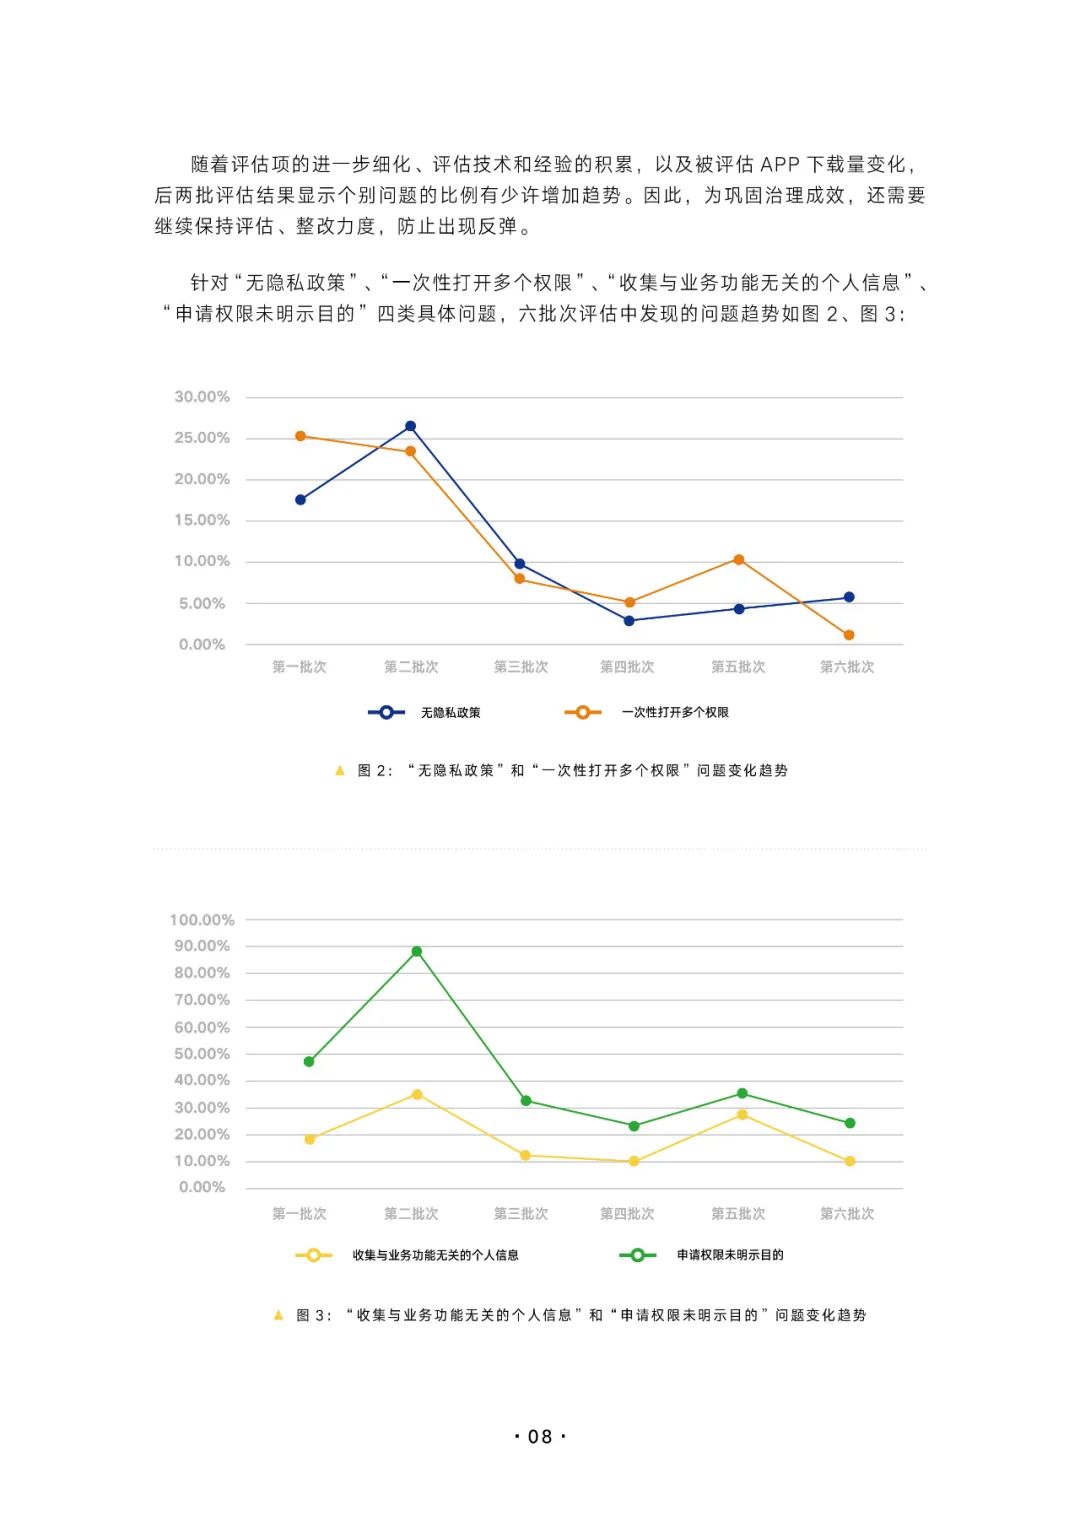 随着评估项的进一步细化、评估技术和经验的积累，以及被评估 APP 下载量变化，
后两批评估结果显示个别问题的比例有少许增加趋势。因此，为巩固治理成效，还需要
继续保持评估、整改力度，防止出现反弹。
针对“无隐私政策”、“一次性打开多个权限”、“收集与业务功能无关的个人信息”、
“申请权限未明示目的”四类具体问题，六批次评估中发现的问题趋势如图 2、图 3：
30.00%
25.00%
20.00%
15.00%
10.00%
5.00%
0.00%
第一批次 第二批次 第三批次 第四批次 第五批次 第六批次
无隐私政策 一次性打开多个权限
▲ 图 2：“无隐私政策”和“一次性打开多个权限”问题变化趋势
100.00%
90.00%
80.00%
70.00%
60.00%
50.00%
40.00%
30.00%
20.00%
10.00%
0.00%
第一批次 第二批次 第三批次 第四批次 第五批次 第六批次
收集与业务功能无关的个人信息 申请权限未明示目的
▲ 图 3：“收集与业务功能无关的个人信息”和“申请权限未明示目的”问题变化趋势
· 08 ·